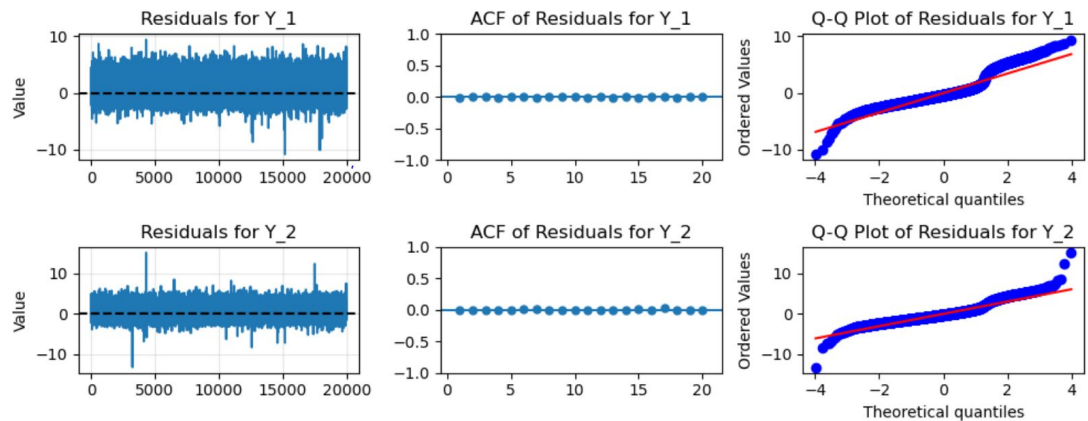 Residuals for Y_1
ACF of Residuals for Y_1
Q-Q Plot of Residuals for Y_1
Value
10
0
−10
0 5000 10000 15000 20000
1.0
0.5
0.0
−0.5
−1.0
0 5 10 15 20
Ordered Values
10
0
−10
−4 −2 0 2 4
Theoretical quantiles
Residuals for Y_2
ACF of Residuals for Y_2
Q-Q Plot of Residuals for Y_2
Value
10
0
−10
0 5000 10000 15000 20000
1.0
0.5
0.0
−0.5
−1.0
0 5 10 15 20
Ordered Values
10
0
−10
−4 −2 0 2 4
Theoretical quantiles